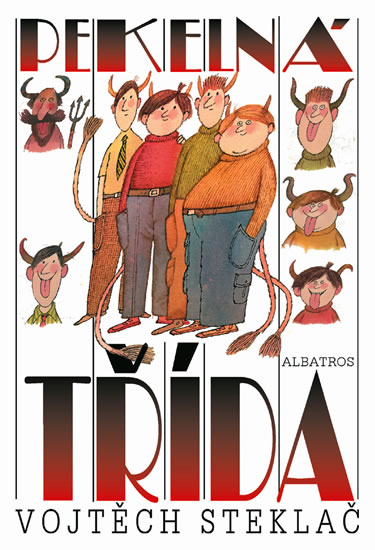 PEKELNÁ
ALBATROS
TŘÍDA
VOJTĚCH STEKLAČ